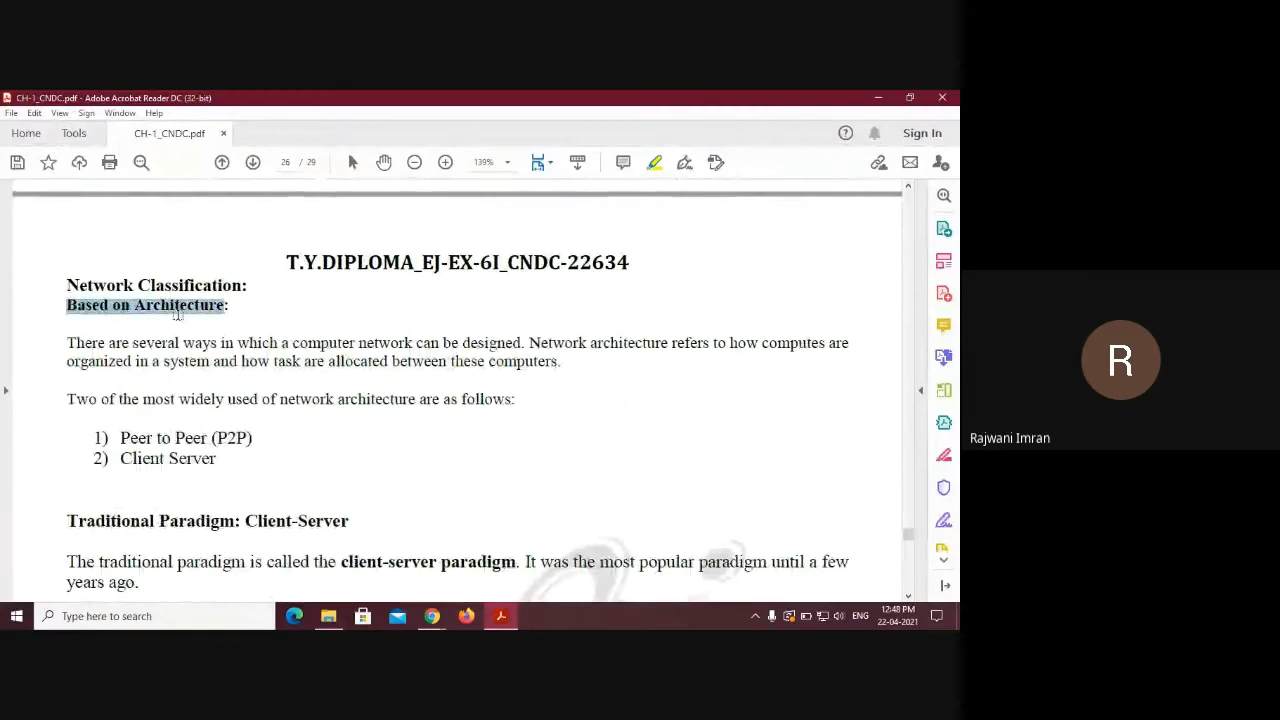 CH-1_CNDC.pdf - Adobe Acrobat Reader DC (32-bit)
File Edit View Sign Window Help
Home Tools CH-1_CNDC.pdf × Sign In
26 / 29 139%
T.Y.DIPLOMA_EJ-EX-6I_CNDC-22634
Network Classification:
Based on Architecture:
There are several ways in which a computer network can be designed. Network architecture refers to how computes are
organized in a system and how task are allocated between these computers.
Two of the most widely used of network architecture are as follows:
1) Peer to Peer (P2P)
2) Client Server
Traditional Paradigm: Client-Server
The traditional paradigm is called the client-server paradigm. It was the most popular paradigm until a few
years ago.
R
Rajwani Imran
Type here to search
ENG
12:48 PM
22-04-2021